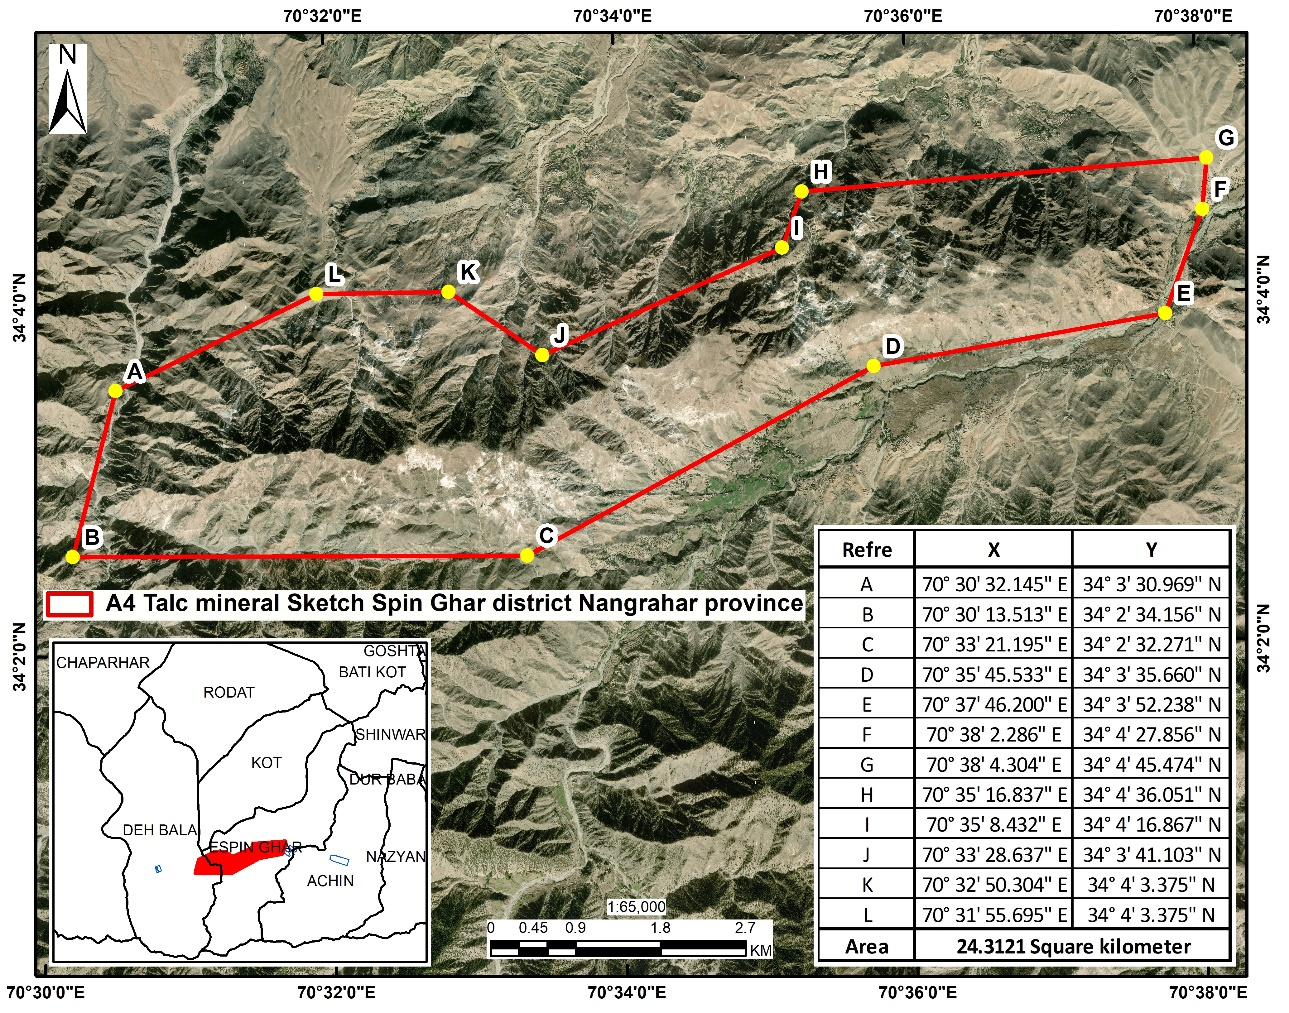 70°32'0"E 70°34'0"E 70°36'0"E 70°38'0"E
N
G
H
F
I
34°4'0"N
34°4'0"N
L
K
E
J
D
A
B
C
34°2'0"N
34°2'0"N
A4 Talc mineral Sketch Spin Ghar district Nangrahar province
Refre X Y
A 70° 30' 32.145" E 34° 3' 30.969" N
B 70° 30' 13.513" E 34° 2' 34.156" N
C 70° 33' 21.195" E 34° 2' 32.271" N
D 70° 35' 45.533" E 34° 3' 35.660" N
E 70° 37' 46.200" E 34° 3' 52.238" N
F 70° 38' 2.286" E 34° 4' 27.856" N
G 70° 38' 4.304" E 34° 4' 45.474" N
H 70° 35' 16.837" E 34° 4' 36.051" N
I 70° 35' 8.432" E 34° 4' 16.867" N
J 70° 33' 28.637" E 34° 3' 41.103" N
K 70° 32' 50.304" E 34° 4' 3.375" N
L 70° 31' 55.695" E 34° 4' 3.375" N
Area 24.3121 Square kilometer
GOSHTA
CHAPARHAR
BATI KOT
RODAT
SHINWAR
KOT
DUR BABA
DEH BALA
ESPIN GHAR
NAZYAN
ACHIN
1:65,000
0 0.45 0.9 1.8 2.7
KM
70°30'0"E 70°32'0"E 70°34'0"E 70°36'0"E 70°38'0"E